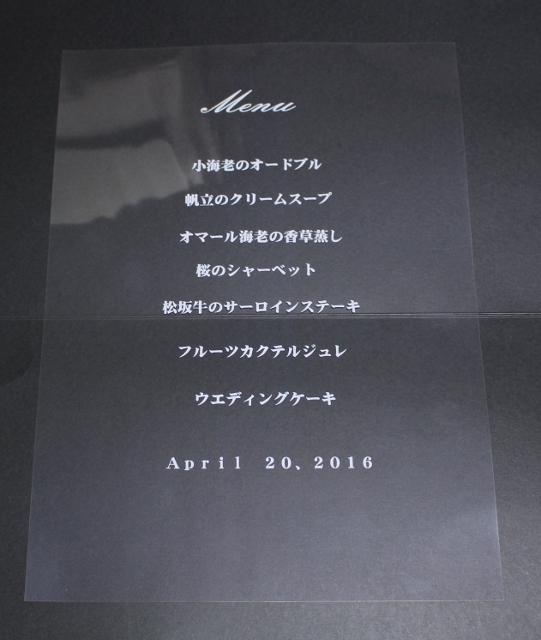 Menu
小海老のオードブル
帆立のクリームスープ
オマール海老の香草蒸し
桜のシャーベット
松坂牛のサーロインステーキ
フルーツカクテルジュレ
ウエディングケーキ
Ａｐｒｉｌ　２０、２０１６